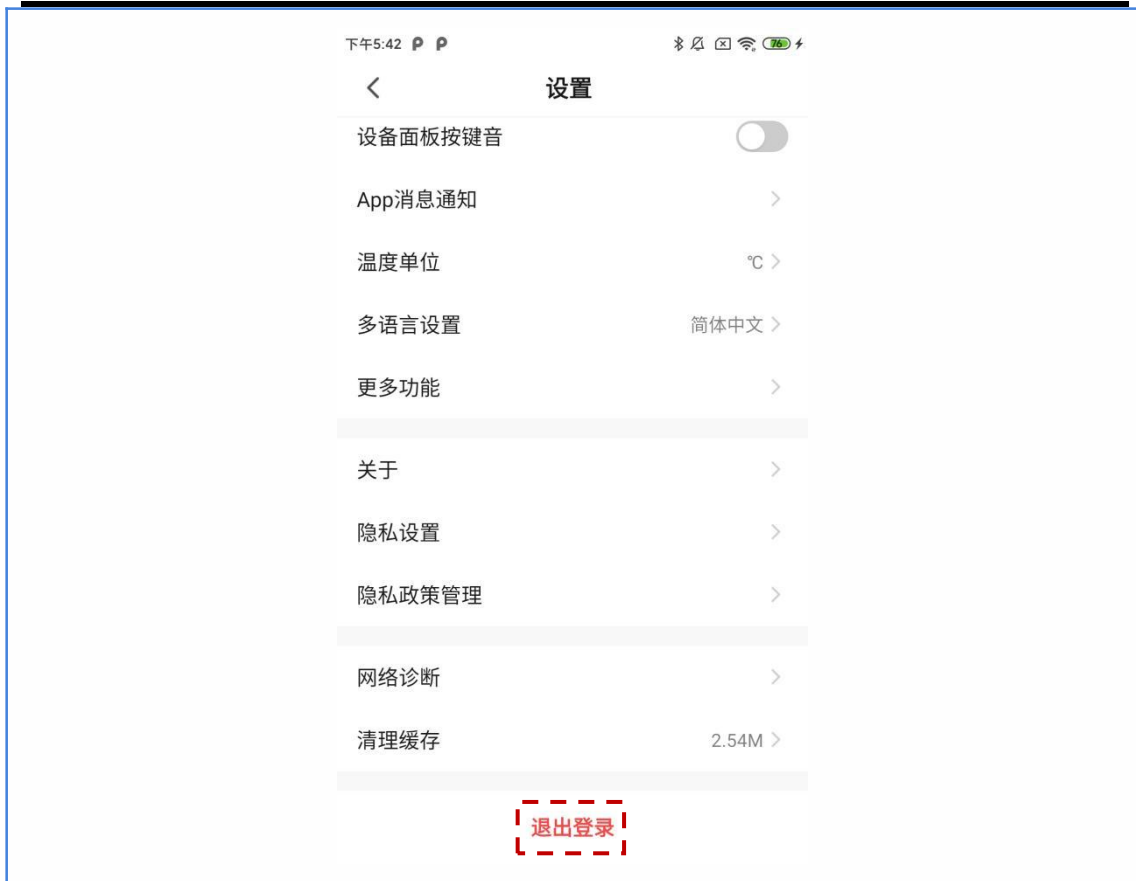 下午5:42 P P 76
设置
设备面板按键音
App消息通知
温度单位 ℃
多语言设置 简体中文
更多功能
关于
隐私设置
隐私政策管理
网络诊断
清理缓存 2.54M
退出登录